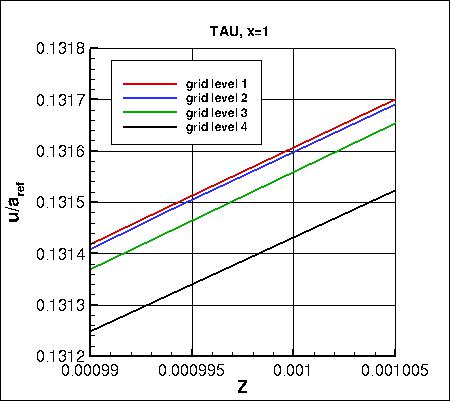 TAU, x=1
0.1318
0.1317
0.1316
0.1315
0.1314
0.1313
0.1312
u/a_ref
grid level 1
grid level 2
grid level 3
grid level 4
0.00099 0.000995 0.001 0.001005
Z